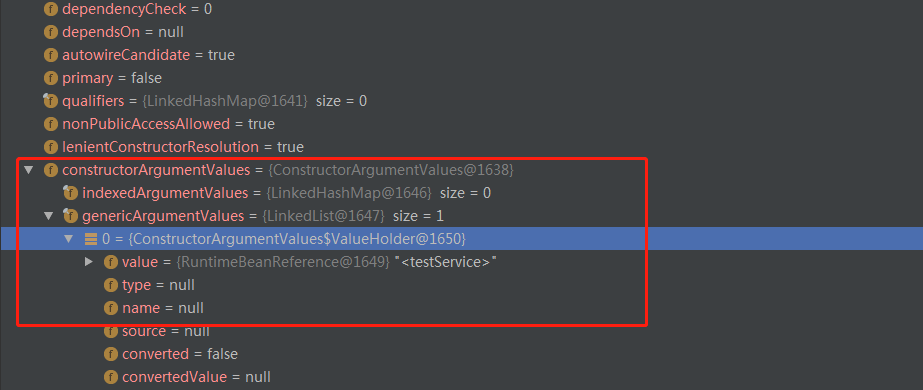 dependencyCheck = 0
dependsOn = null
autowireCandidate = true
primary = false
qualifiers = {LinkedHashMap@1641} size = 0
nonPublicAccessAllowed = true
lenientConstructorResolution = true
constructorArgumentValues = {ConstructorArgumentValues@1638}
indexedArgumentValues = {LinkedHashMap@1646} size = 0
genericArgumentValues = {LinkedList@1647} size = 1
0 = {ConstructorArgumentValues$ValueHolder@1650}
value = {RuntimeBeanReference@1649} "<testService>"
type = null
name = null
source = null
converted = false
convertedValue = null